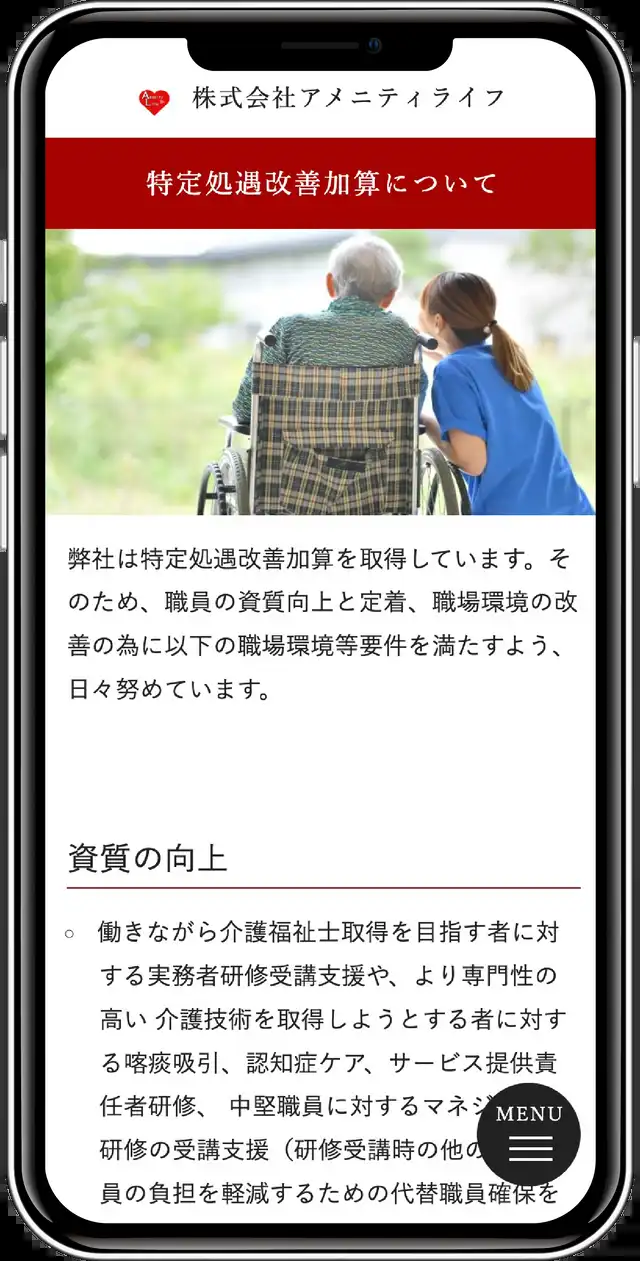 株式会社アメニティライフ
特定処遇改善加算について
弊社は特定処遇改善加算を取得しています。そ
のため、職員の資質向上と定着、職場環境の改
善の為に以下の職場環境等要件を満たすよう、
日々努めています。
資質の向上
○ 働きながら介護福祉士取得を目指す者に対
する実務者研修受講支援や、より専門性の
高い 介護技術を取得しようとする者に対す
る喀痰吸引、認知症ケア、サービス提供責
任者研修、 中堅職員に対するマネジ
MENU
研修の受講支援（研修受講時の他の
員の負担を軽減するための代替職員確保を